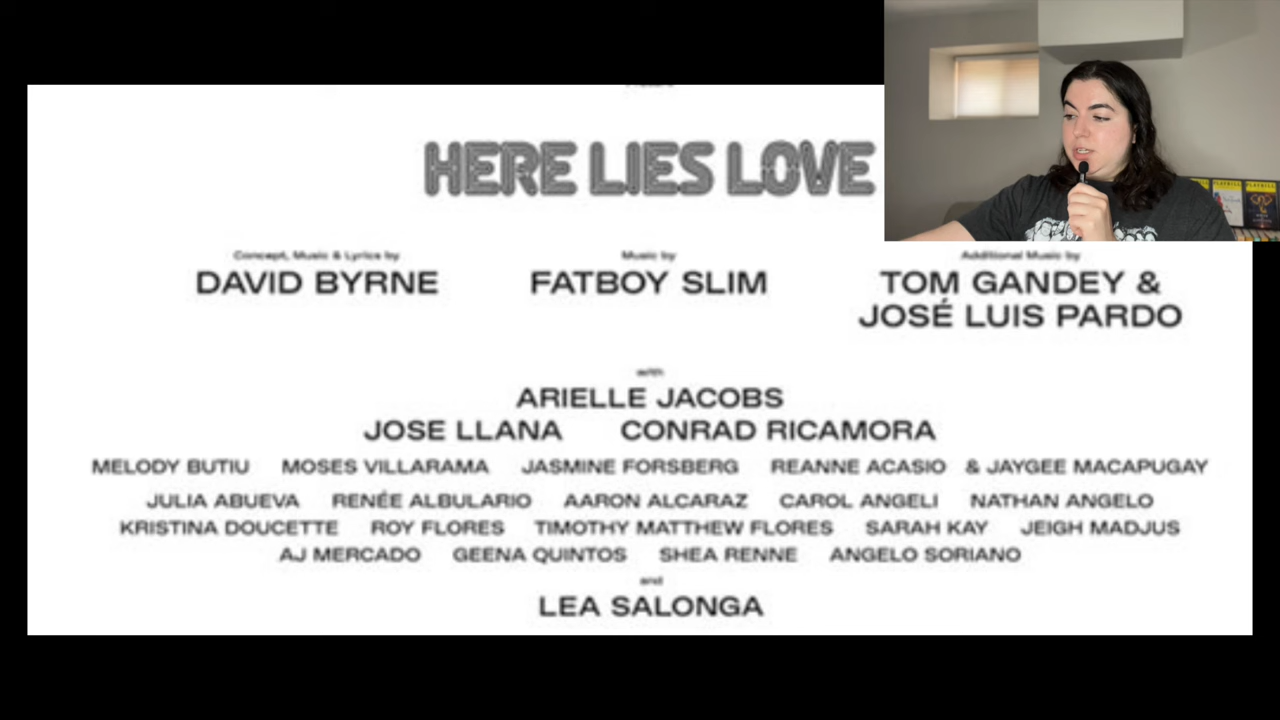 HERE LIES LOVE
Concept, Music & Lyrics by
DAVID BYRNE
Music by
FATBOY SLIM
Additional Music by
TOM GANDEY &
JOSÉ LUIS PARDO
with
ARIELLE JACOBS
JOSE LLANA CONRAD RICAMORA
MELODY BUTIU MOSES VILLARAMA JASMINE FORSBERG REANNE ACASIO & JAYGEE MACAPUGAY
JULIA ABUEVA RENÉE ALBULARIO AARON ALCARAZ CAROL ANGELI NATHAN ANGELO
KRISTINA DOUCETTE ROY FLORES TIMOTHY MATTHEW FLORES SARAH KAY JEIGH MADJUS
AJ MERCADO GEENA QUINTOS SHEA RENNE ANGELO SORIANO
and
LEA SALONGA
PLAYBILL
PLAYBILL